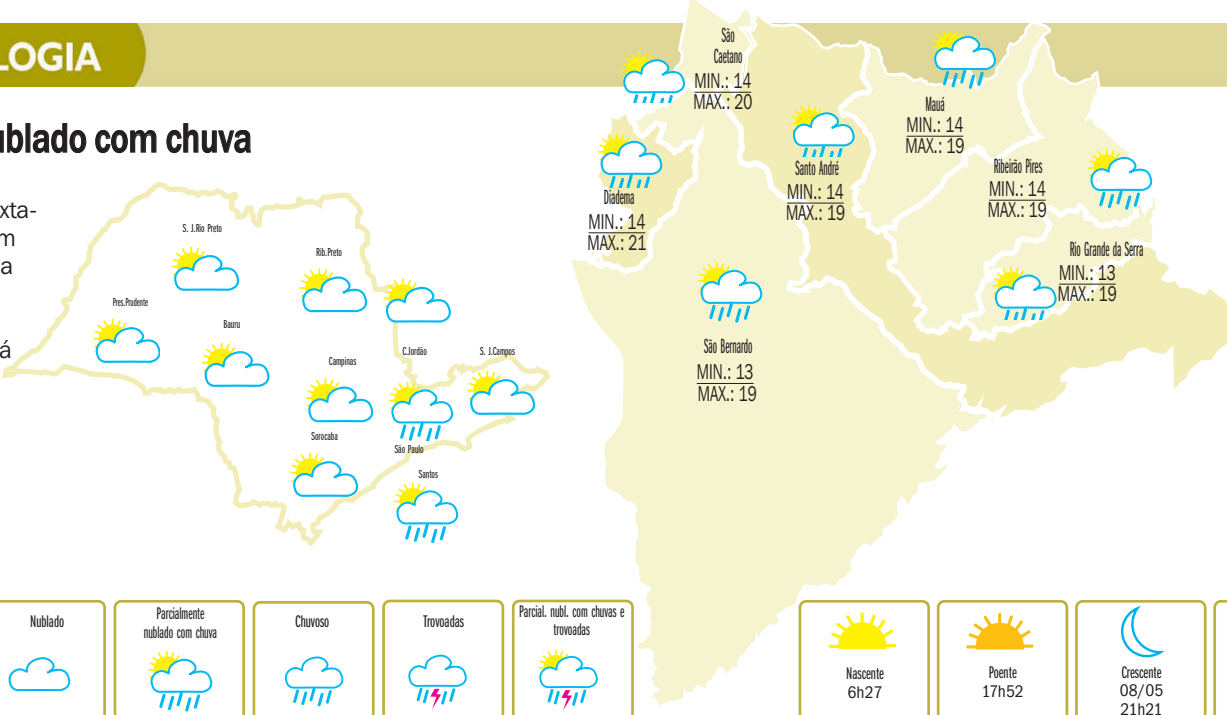 LOGIA
ublado com chuva
xta-
m
a
á
S. J.Rio Preto
Rib.Preto
Pres.Prudente
Bauru
Campinas
C.Jordão
S. J.Campos
Sorocaba
São Paulo
Santos
São
Caetano
MIN.: 14
MAX.: 20
Diadema
MIN.: 14
MAX.: 21
Santo André
MIN.: 14
MAX.: 19
Mauá
MIN.: 14
MAX.: 19
Ribeirão Pires
MIN.: 14
MAX.: 19
Rio Grande da Serra
MIN.: 13
MAX.: 19
São Bernardo
MIN.: 13
MAX.: 19
Nublado
Parcialmente
nublado com chuva
Chuvoso
Trovoadas
Parcial. nubl. com chuvas e
trovoadas
Nascente
6h27
Poente
17h52
Crescente
08/05
21h21